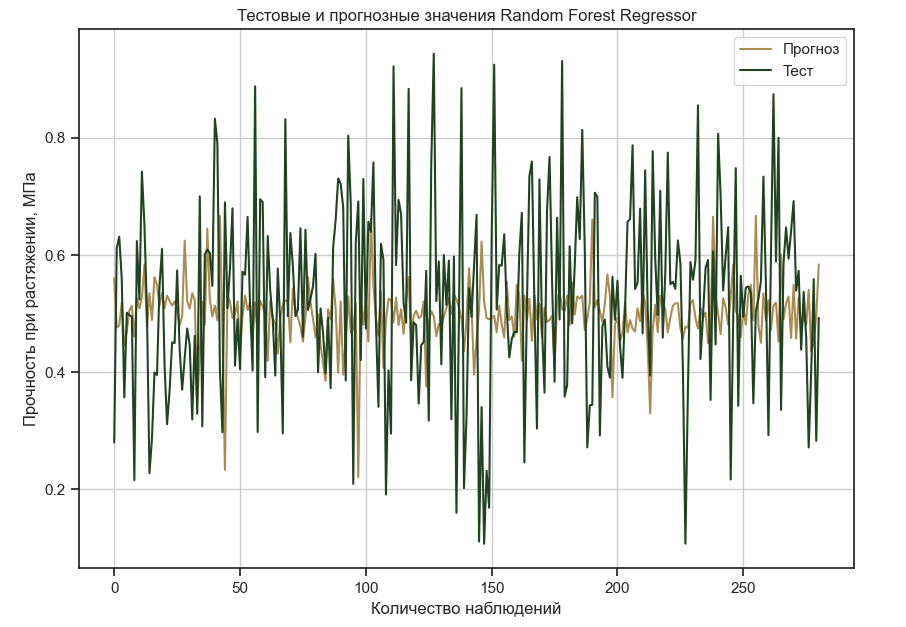 Тестовые и прогнозные значения Random Forest Regressor
Прогноз
Тест
Прочность при растяжении, МПа
0.8
0.6
0.4
0.2
0 50 100 150 200 250
Количество наблюдений